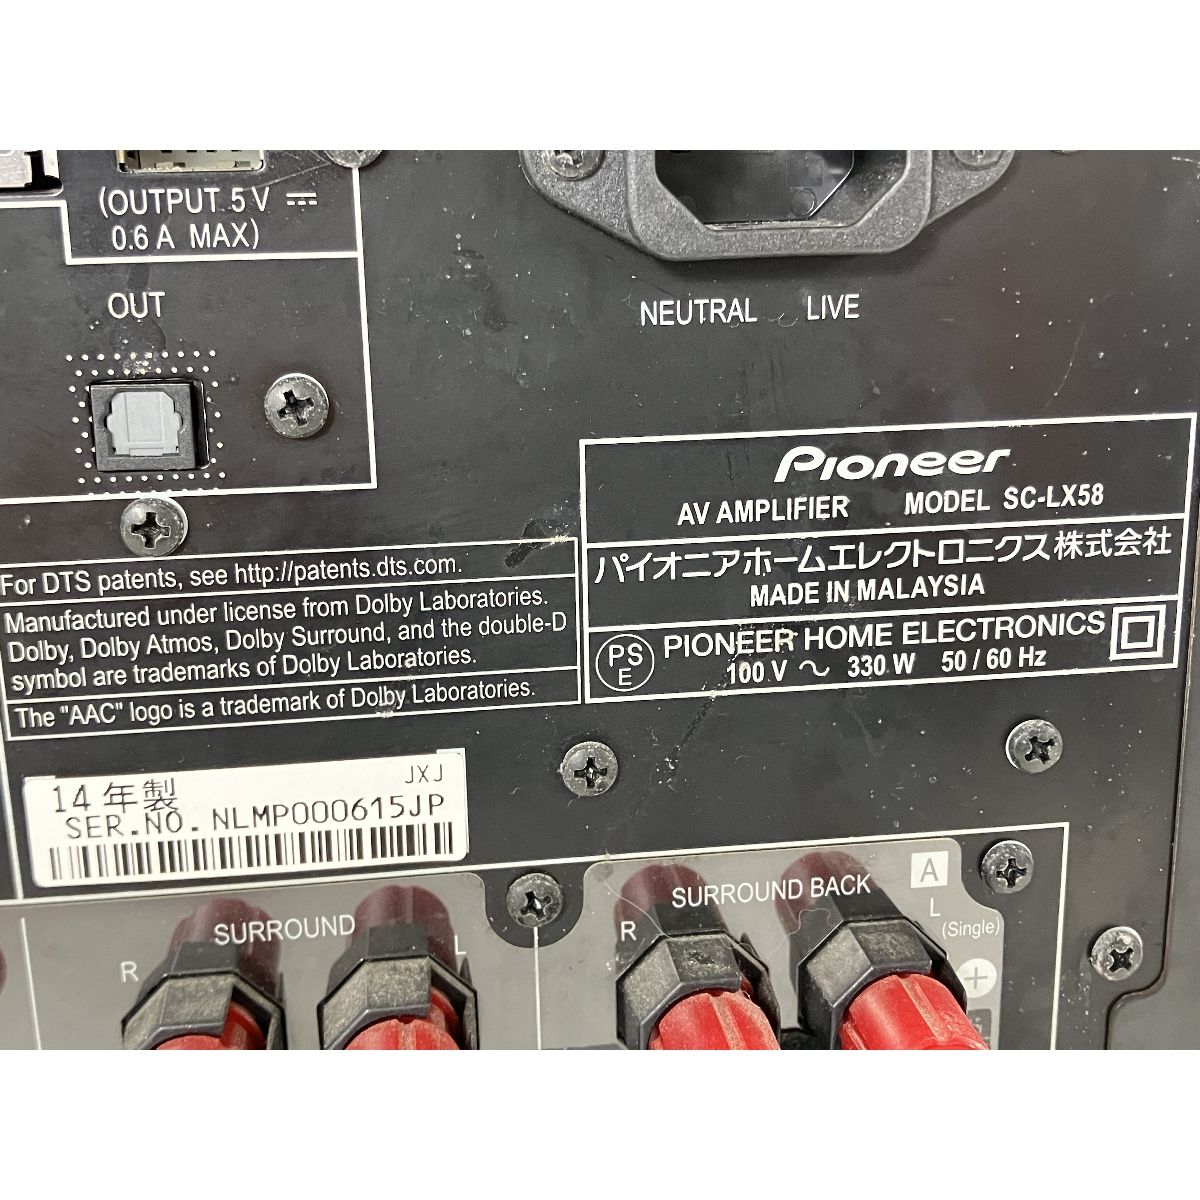 (OUTPUT 5 V ⎓
0.6 A MAX)
OUT
NEUTRAL LIVE
Pioneer
AV AMPLIFIER MODEL SC-LX58
パイオニアホームエレクトロニクス株式会社
MADE IN MALAYSIA
PS
E
PIONEER HOME ELECTRONICS
100 V ～ 330 W 50 / 60 Hz
For DTS patents, see http://patents.dts.com.
Manufactured under license from Dolby Laboratories.
Dolby, Dolby Atmos, Dolby Surround, and the double-D
symbol are trademarks of Dolby Laboratories.
The "AAC" logo is a trademark of Dolby Laboratories.
14年製 JXJ
SER.NO. NLMP000615JP
SURROUND
R L
SURROUND BACK A
R L
(Single)
+